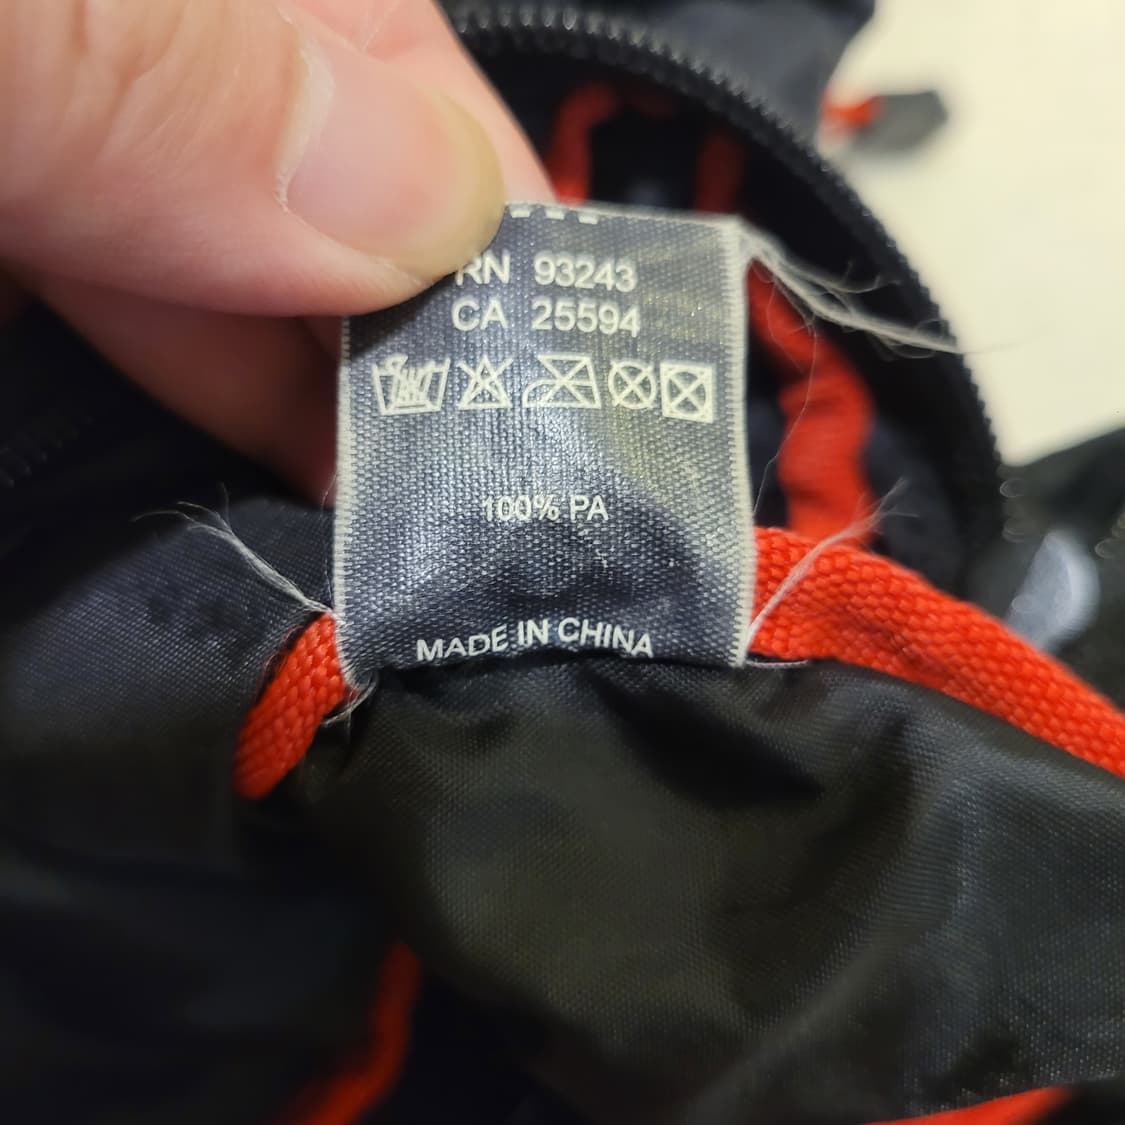 RN 93243
CA 25594
100% PA
MADE IN CHINA